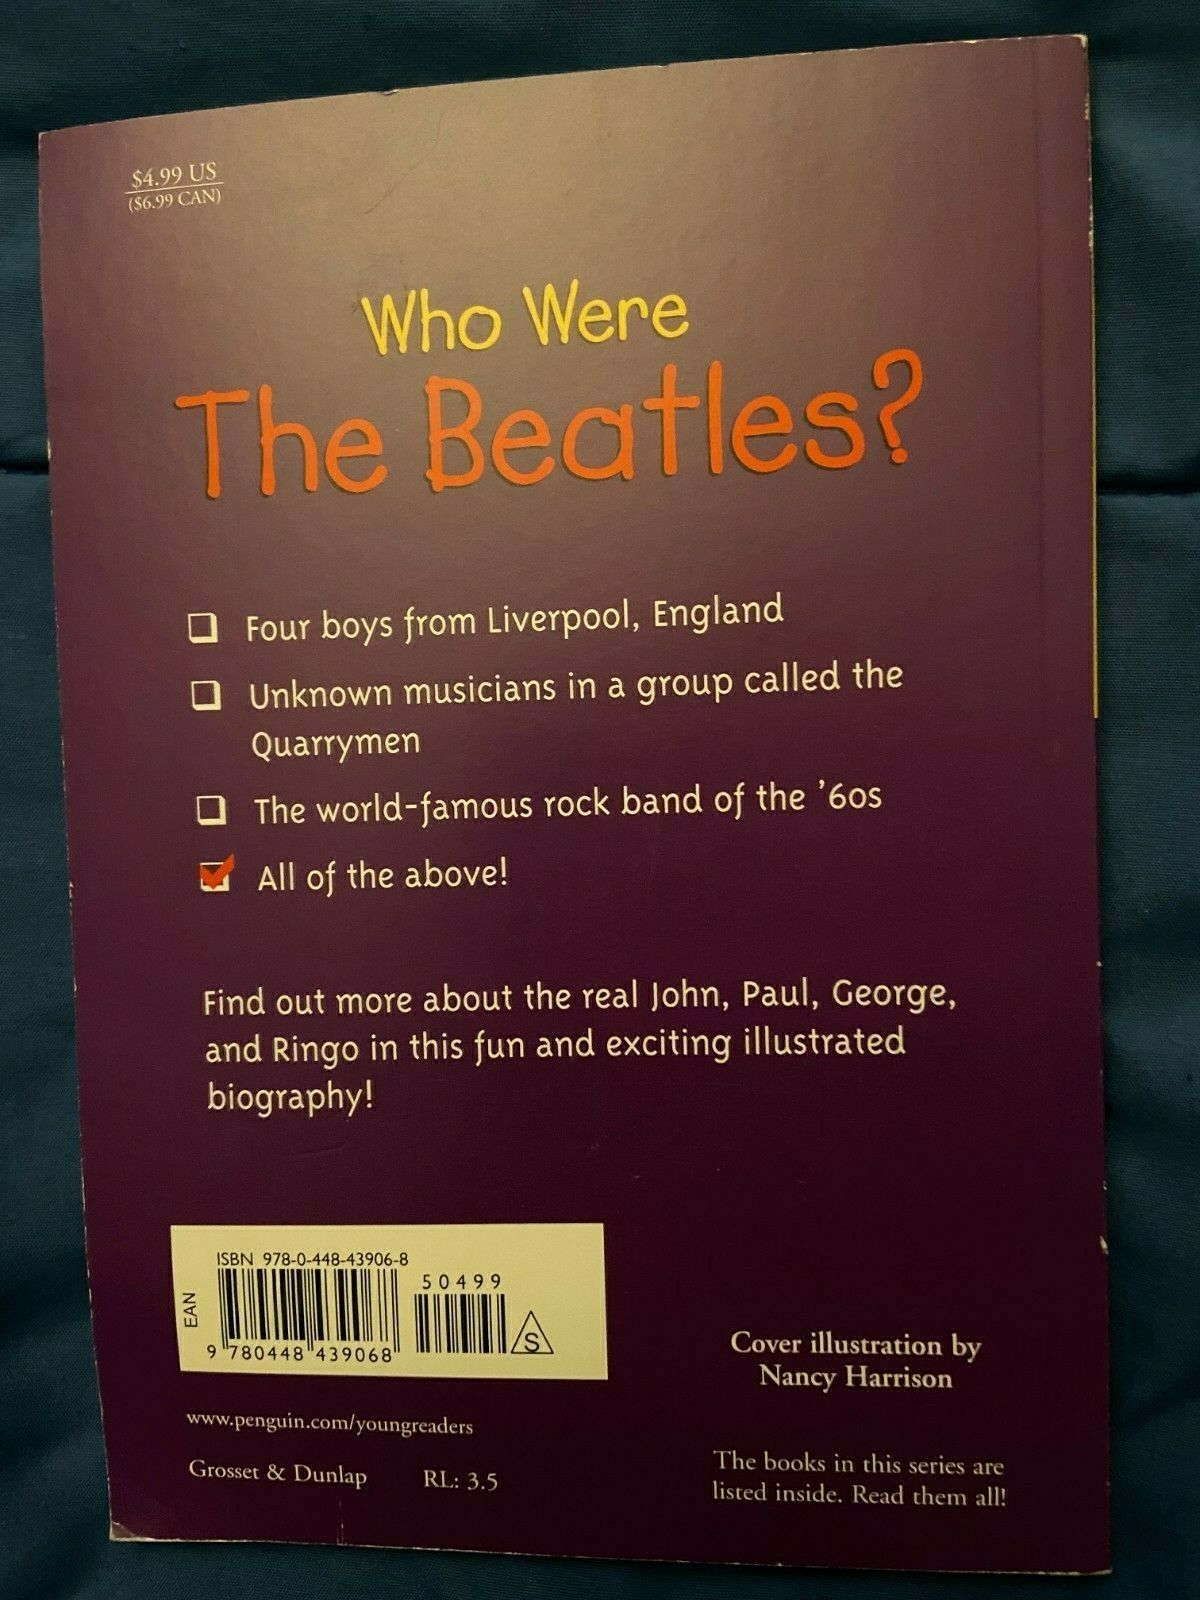 $4.99 US
($6.99 CAN)
Who Were
The Beatles?
Four boys from Liverpool, England
Unknown musicians in a group called the
Quarrymen
The world-famous rock band of the ’60s
All of the above!
Find out more about the real John, Paul, George,
and Ringo in this fun and exciting illustrated
biography!
ISBN 978-0-448-43906-8
50499
EAN
S
9 780448 439068
Cover illustration by
Nancy Harrison
www.penguin.com/youngreaders
Grosset & Dunlap RL: 3.5
The books in this series are
listed inside. Read them all!